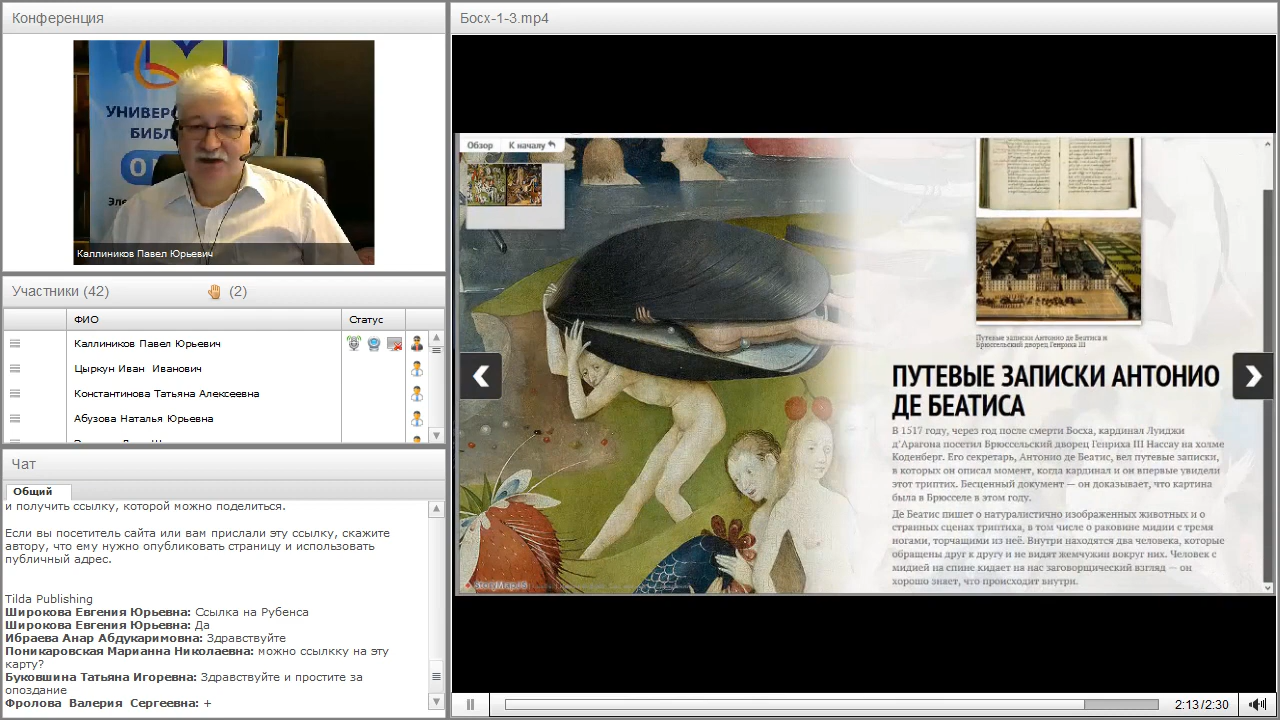 Конференция
УНИВЕР
БИБЛ
Каллиников Павел Юрьевич
Участники (42)
(2)
ФИО
Статус
Каллиников Павел Юрьевич
Цыркун Иван Иванович
Константинова Татьяна Алексеевна
Абузова Наталья Юрьевна
Чат
Общий
и получить ссылку, которой можно поделиться.
Если вы посетитель сайта или вам прислали эту ссылку, скажите
автору, что ему нужно опубликовать страницу и использовать
публичный адрес.
Tilda Publishing
Широкова Евгения Юрьевна: Ссылка на Рубенса
Широкова Евгения Юрьевна: Да
Ибраева Анар Абдукаримовна: Здравствуйте
Поникаровская Марианна Николаевна: можно ссылкку на эту
карту?
Буковшина Татьяна Игоревна: Здравствуйте и простите за
опоздание
Фролова Валерия Сергеевна: +
Босх-1-3.mp4
Обзор
К началу
Путевые записки Антонио де Беатиса и
Брюссельский дворец Генриха III
ПУТЕВЫЕ ЗАПИСКИ АНТОНИО
ДЕ БЕАТИСА
В 1517 году, через год после смерти Босха, кардинал Луиджи
д'Арагона посетил Брюссельский дворец Генриха III Нассау на холме
Коденберг. Его секретарь, Антонио де Беатис, вел путевые записки,
в которых он описал момент, когда кардинал и он впервые увидели
этот триптих. Бесценный документ — он доказывает, что картина
была в Брюсселе в этом году.
Де Беатис пишет о натуралистично изображенных животных и о
странных сценах триптиха, в том числе о раковине мидии с тремя
ногами, торчащими из неё. Внутри находятся два человека, которые
обращены друг к другу и не видят жемчужин вокруг них. Человек с
мидией на спине кидает на нас заговорщический взгляд — он
хорошо знает, что происходит внутри.
StoryMapJS
2:13/2:30